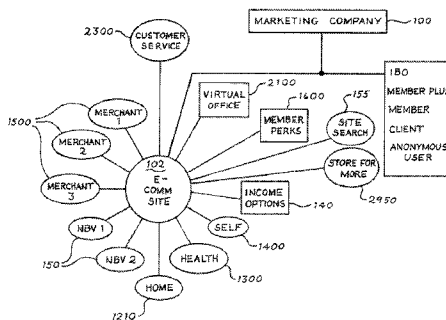 2300
CUSTOMER
SERVICE
MARKETING COMPANY
100
2100
VIRTUAL
OFFICE
1600
MEMBER
PERKS
155
SITE
SEARCH
IBO
MEMBER PLUS
MEMBER
CLIENT
ANONYMOUS
USER
STORE FOR
MORE
2950
1500
MERCHANT
1
MERCHANT
2
MERCHANT
3
102
E-
COMM
SITE
INCOME
OPTIONS
140
NBV 1
NBV 2
150
HOME
1210
HEALTH
1300
SELF
1400